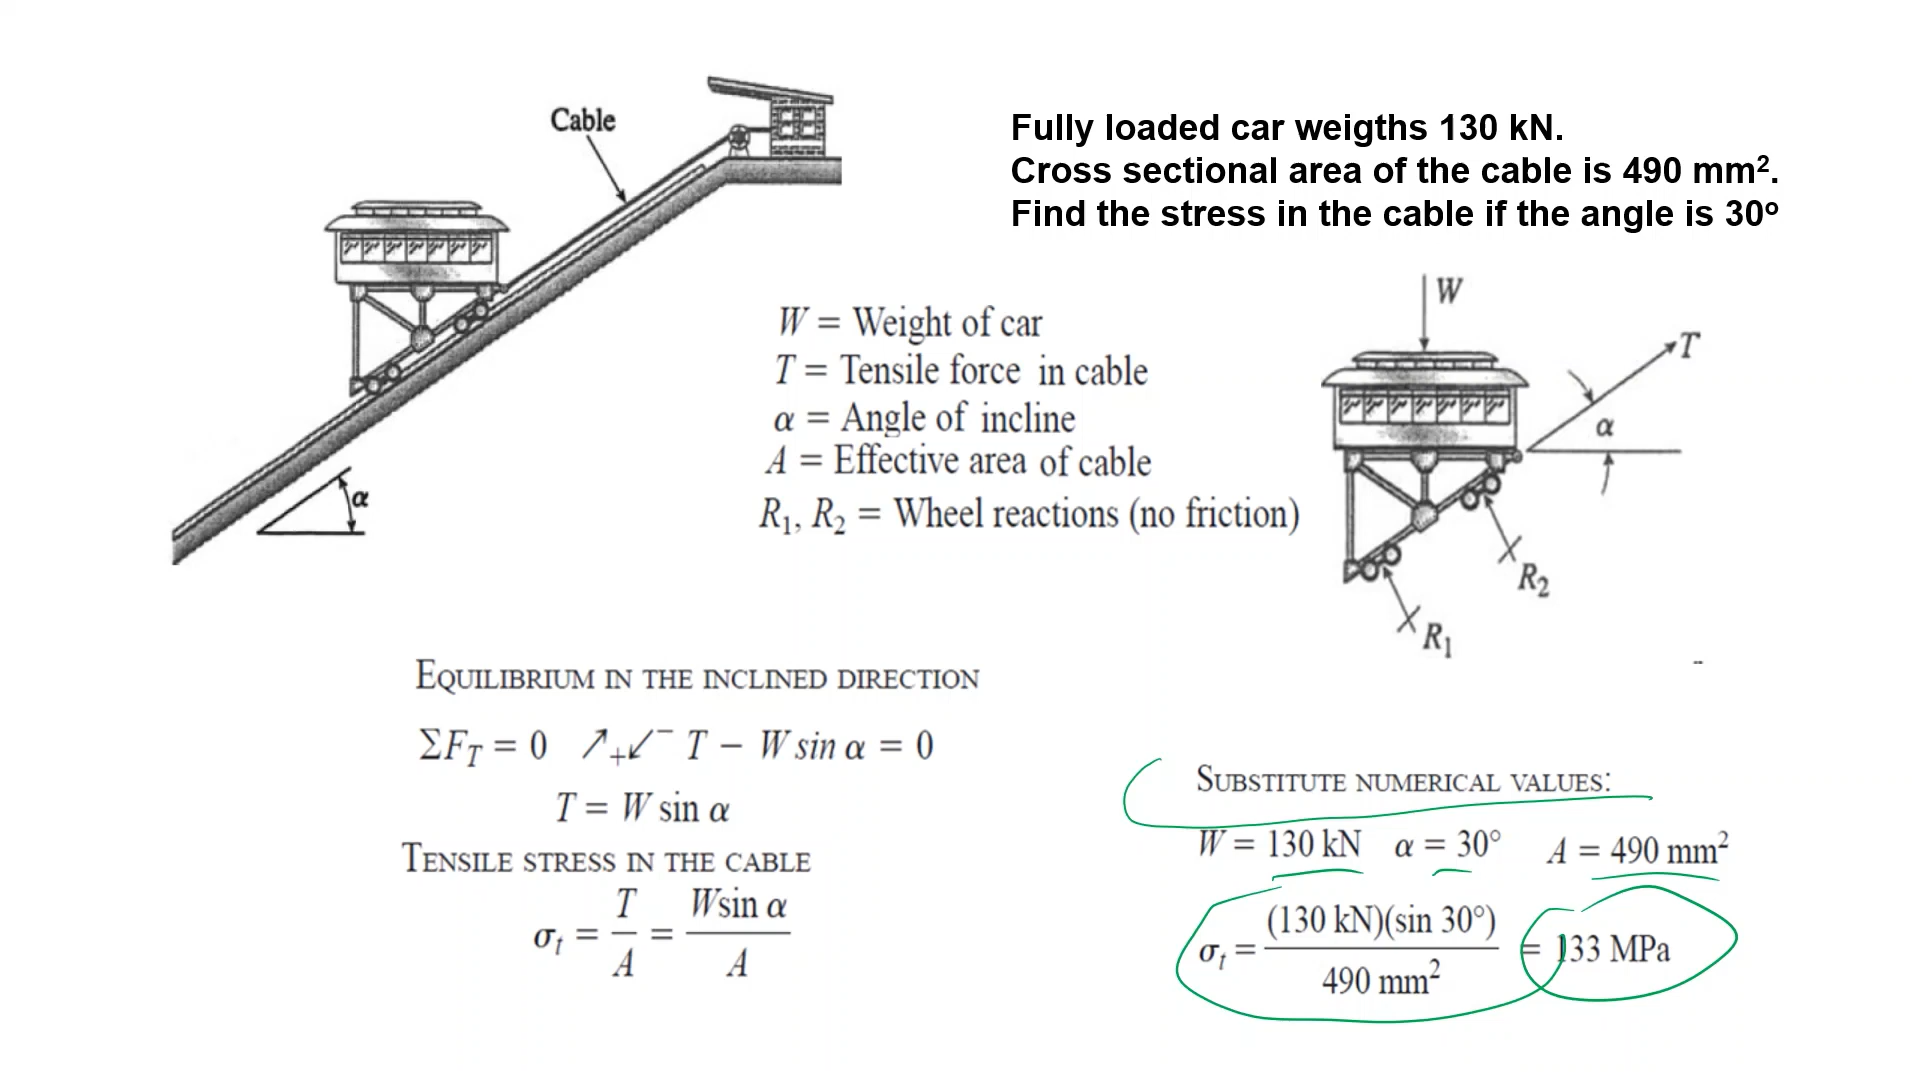 Cable
α
Fully loaded car weigths 130 kN.
Cross sectional area of the cable is 490 mm².
Find the stress in the cable if the angle is 30º
W = Weight of car
T = Tensile force in cable
α = Angle of incline
A = Effective area of cable
R₁, R₂ = Wheel reactions (no friction)
W
T
α
R₂
R₁
EQUILIBRIUM IN THE INCLINED DIRECTION
ΣF_T = 0 ↗+↙⁻ T − W sin α = 0
T = W sin α
TENSILE STRESS IN THE CABLE
σₜ = T/A = Wsin α/A
SUBSTITUTE NUMERICAL VALUES:
W = 130 kN α = 30° A = 490 mm²
σₜ = (130 kN)(sin 30°)/490 mm² = 133 MPa